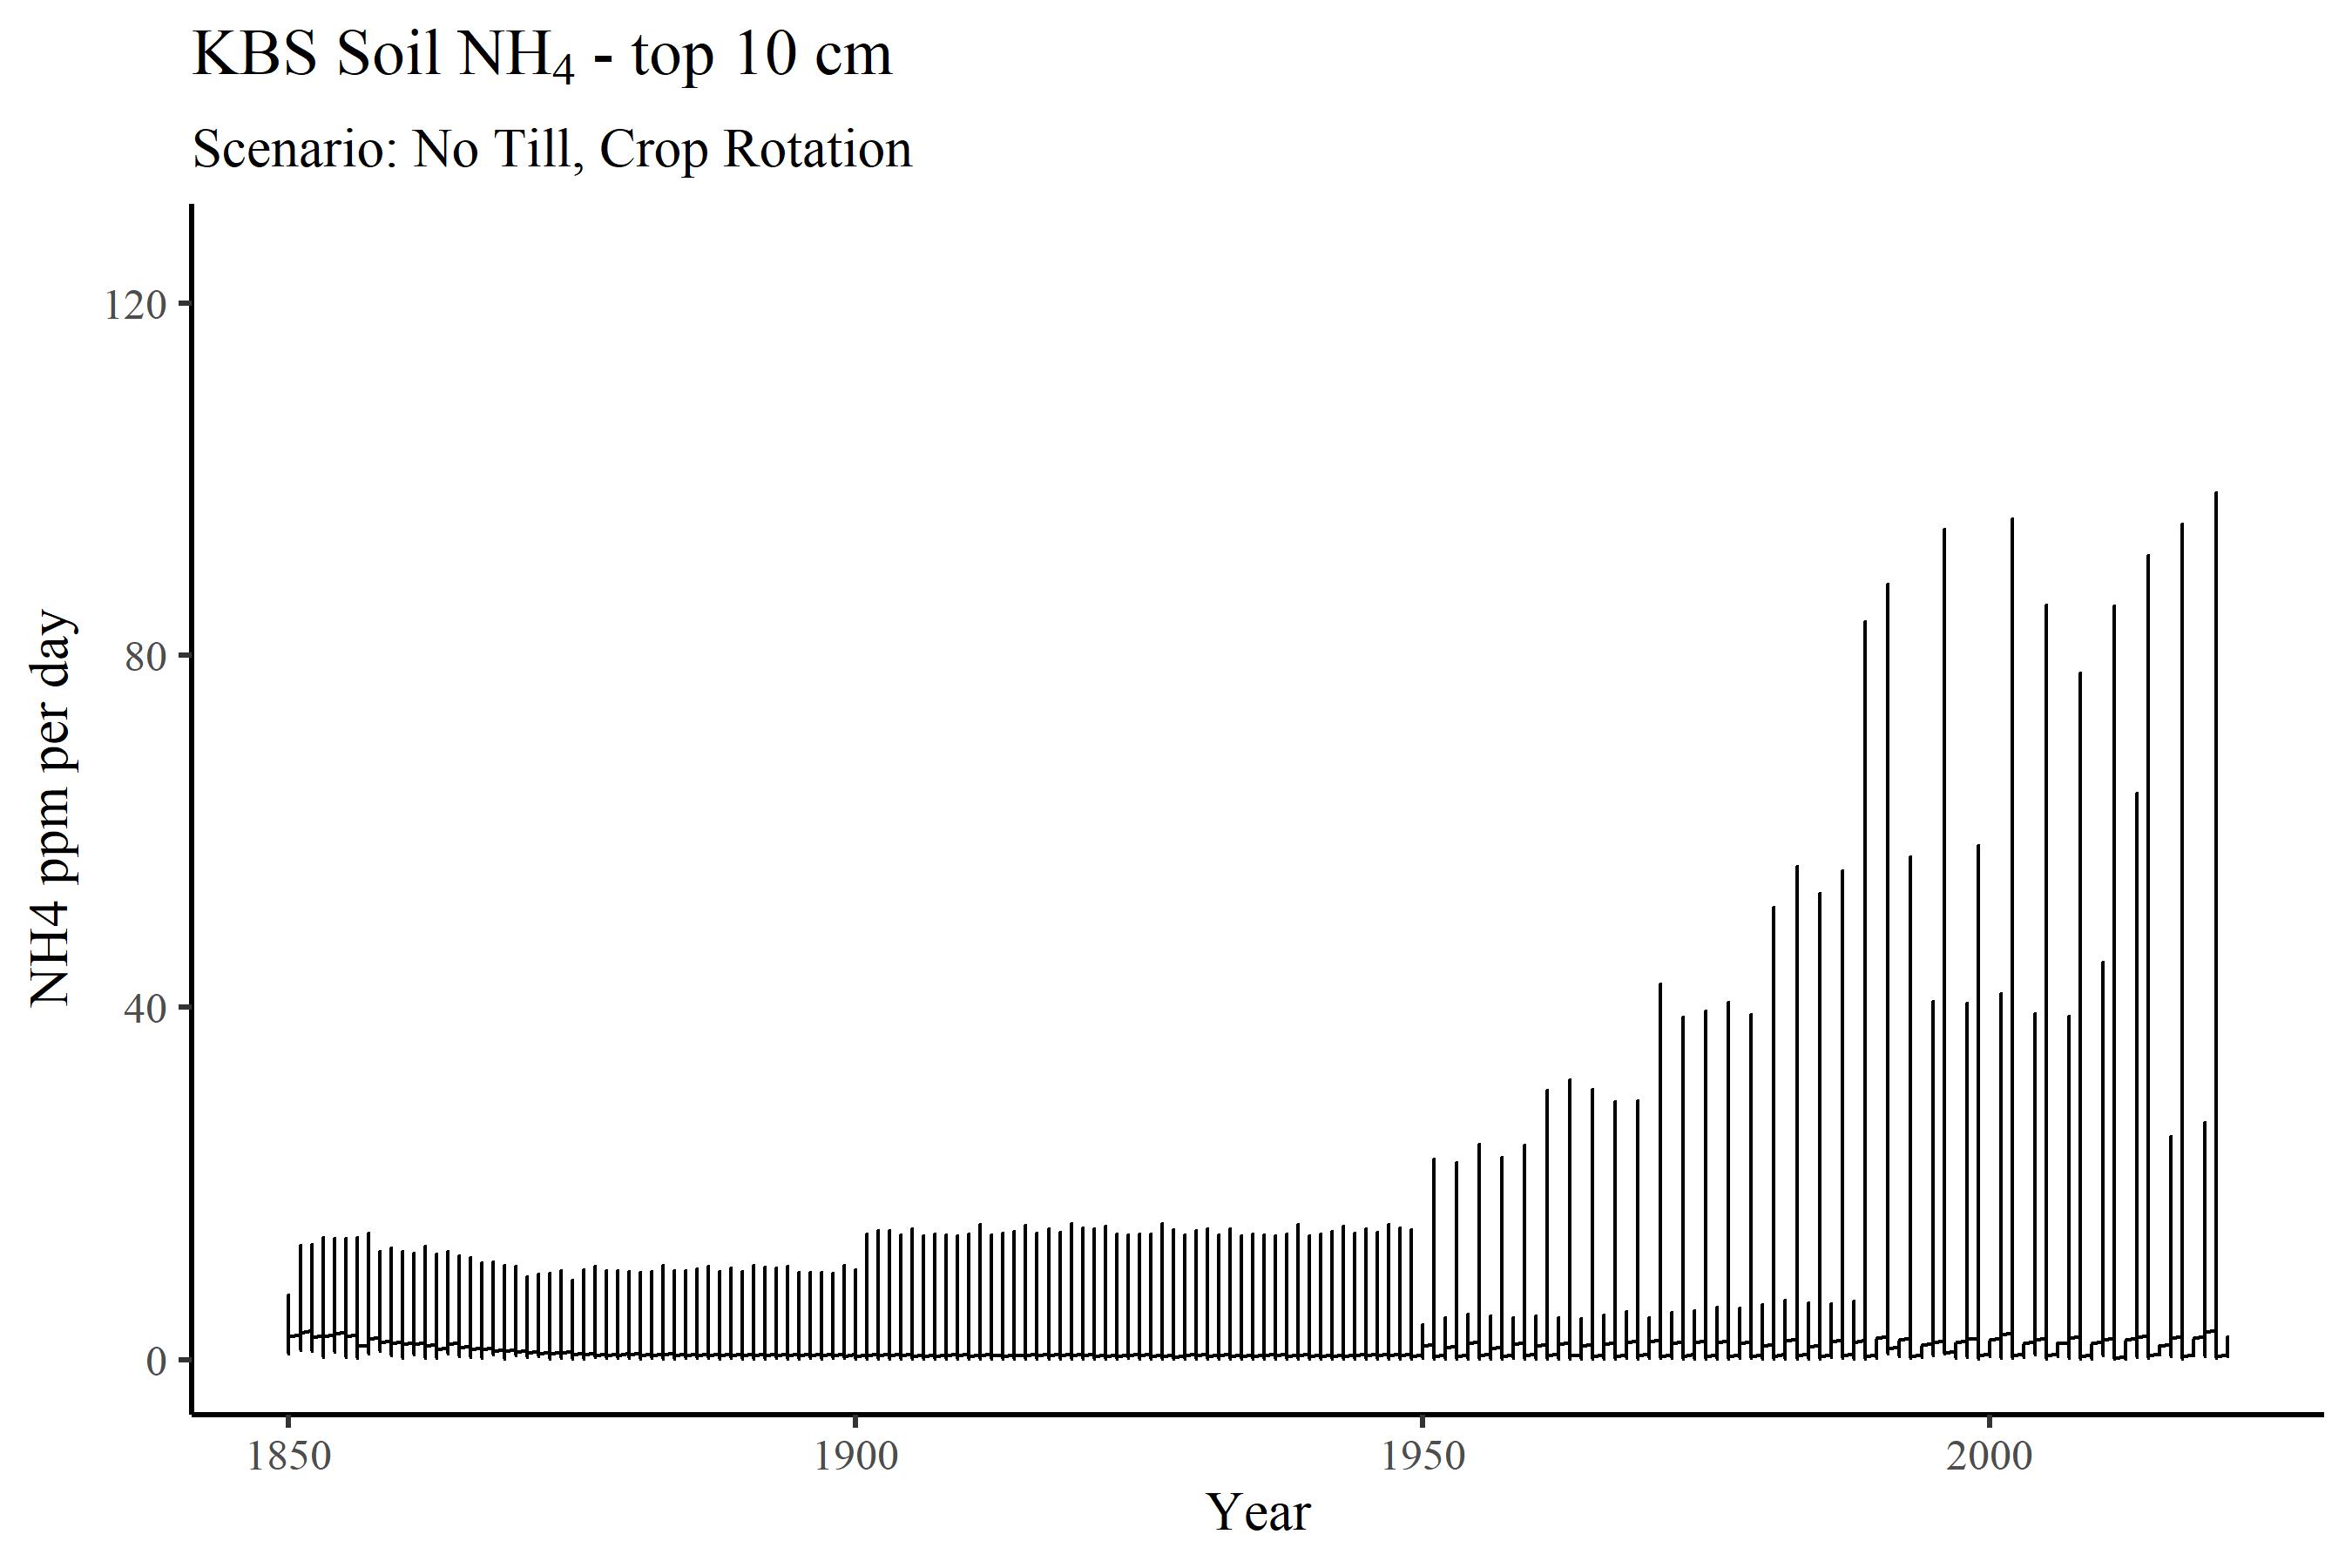 KBS Soil NH₄ - top 10 cm
Scenario: No Till, Crop Rotation
NH4 ppm per day
120
80
40
0
1850 1900 1950 2000
Year